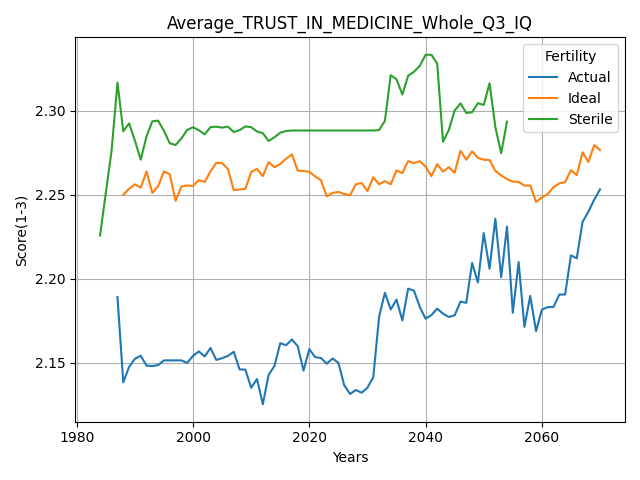 Average_TRUST_IN_MEDICINE_Whole_Q3_IQ
Fertility
Actual
Ideal
Sterile
Score(1-3)
2.30
2.25
2.20
2.15
1980
2000
2020
2040
2060
Years